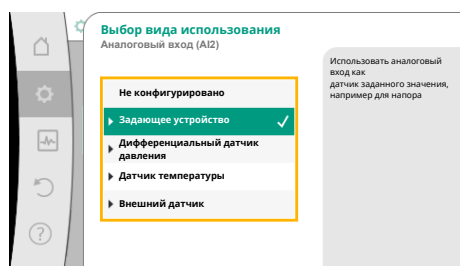 Выбор вида использования
Аналоговый вход (AI2)
Не конфигурировано
Задающее устройство
Дифференциальный датчик
давления
Датчик температуры
Внешний датчик
Использовать аналоговый
вход как
датчик заданного значения,
например для напора